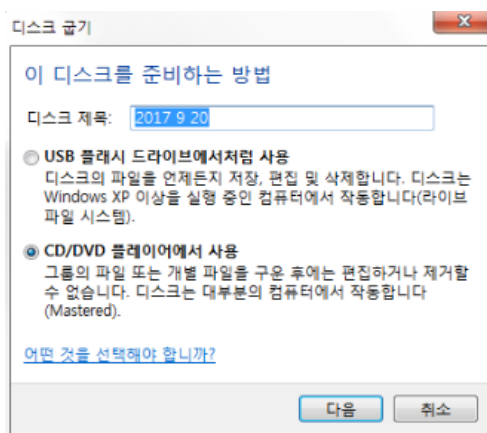 디스크 굽기
이 디스크를 준비하는 방법
디스크 제목: 2017 9 20
USB 플래시 드라이브에서처럼 사용
디스크의 파일을 언제든지 저장, 편집 및 삭제합니다. 디스크는
Windows XP 이상을 실행 중인 컴퓨터에서 작동합니다(라이브
파일 시스템).
CD/DVD 플레이어에서 사용
그룹의 파일 또는 개별 파일을 구운 후에는 편집하거나 제거할
수 없습니다. 디스크는 대부분의 컴퓨터에서 작동합니다
(Mastered).
어떤 것을 선택해야 합니까?
다음 취소